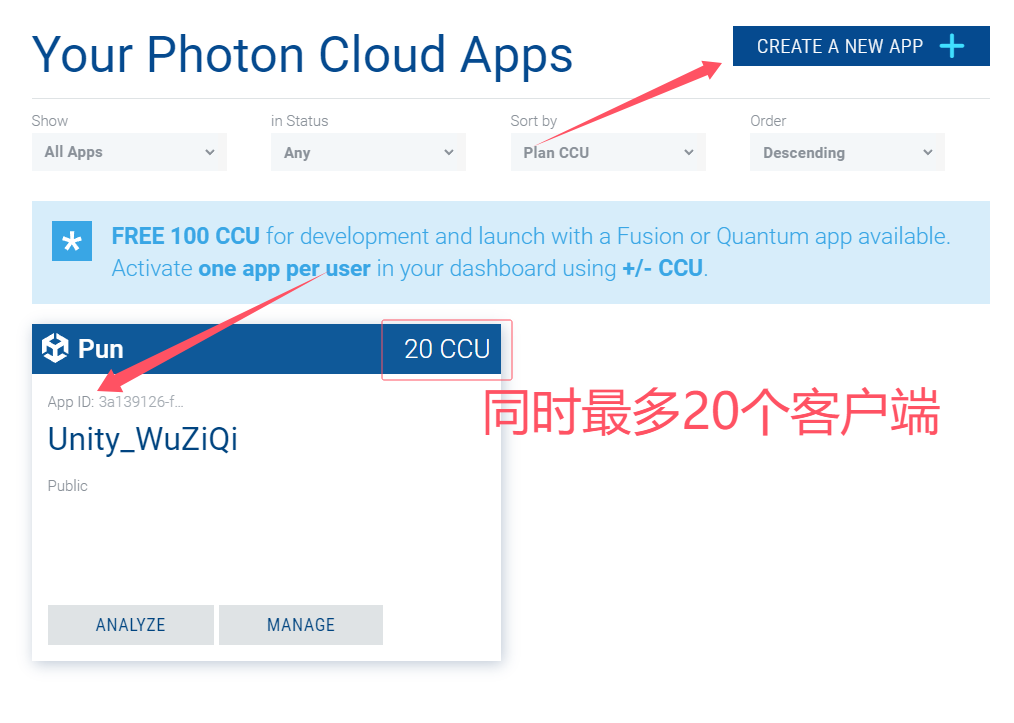 Your Photon Cloud Apps
CREATE A NEW APP
Show
in Status
Sort by
Order
All Apps
Any
Plan CCU
Descending
FREE 100 CCU for development and launch with a Fusion or Quantum app available.
Activate one app per user in your dashboard using +/- CCU.
Pun
20 CCU
App ID: 3a139126-f...
同时最多20个客户端
Unity_WuZiQi
Public
ANALYZE
MANAGE